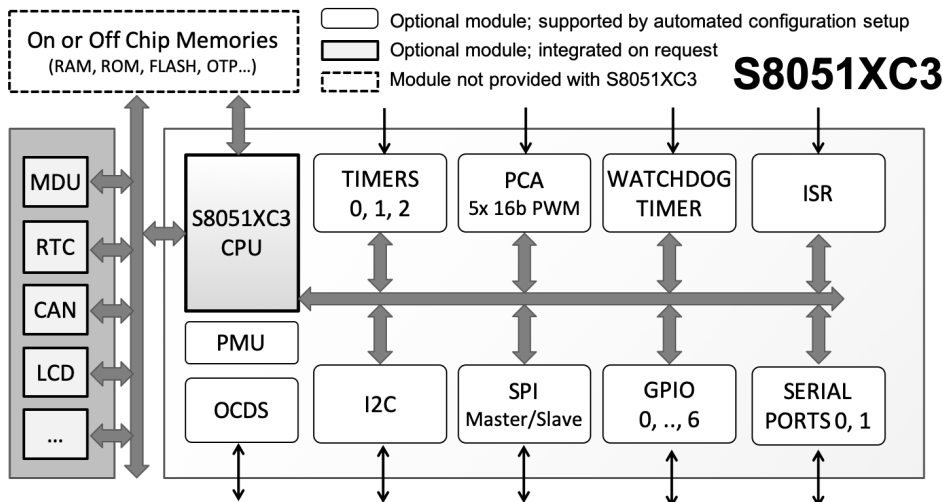 On or Off Chip Memories
(RAM, ROM, FLASH, OTP...)
Optional module; supported by automated configuration setup
Optional module; integrated on request
Module not provided with S8051XC3
S8051XC3
MDU
RTC
CAN
LCD
...
S8051XC3
CPU
TIMERS
0, 1, 2
PCA
5x 16b PWM
WATCHDOG
TIMER
ISR
PMU
OCDS
I2C
SPI
Master/Slave
GPIO
0, .., 6
SERIAL
PORTS 0, 1